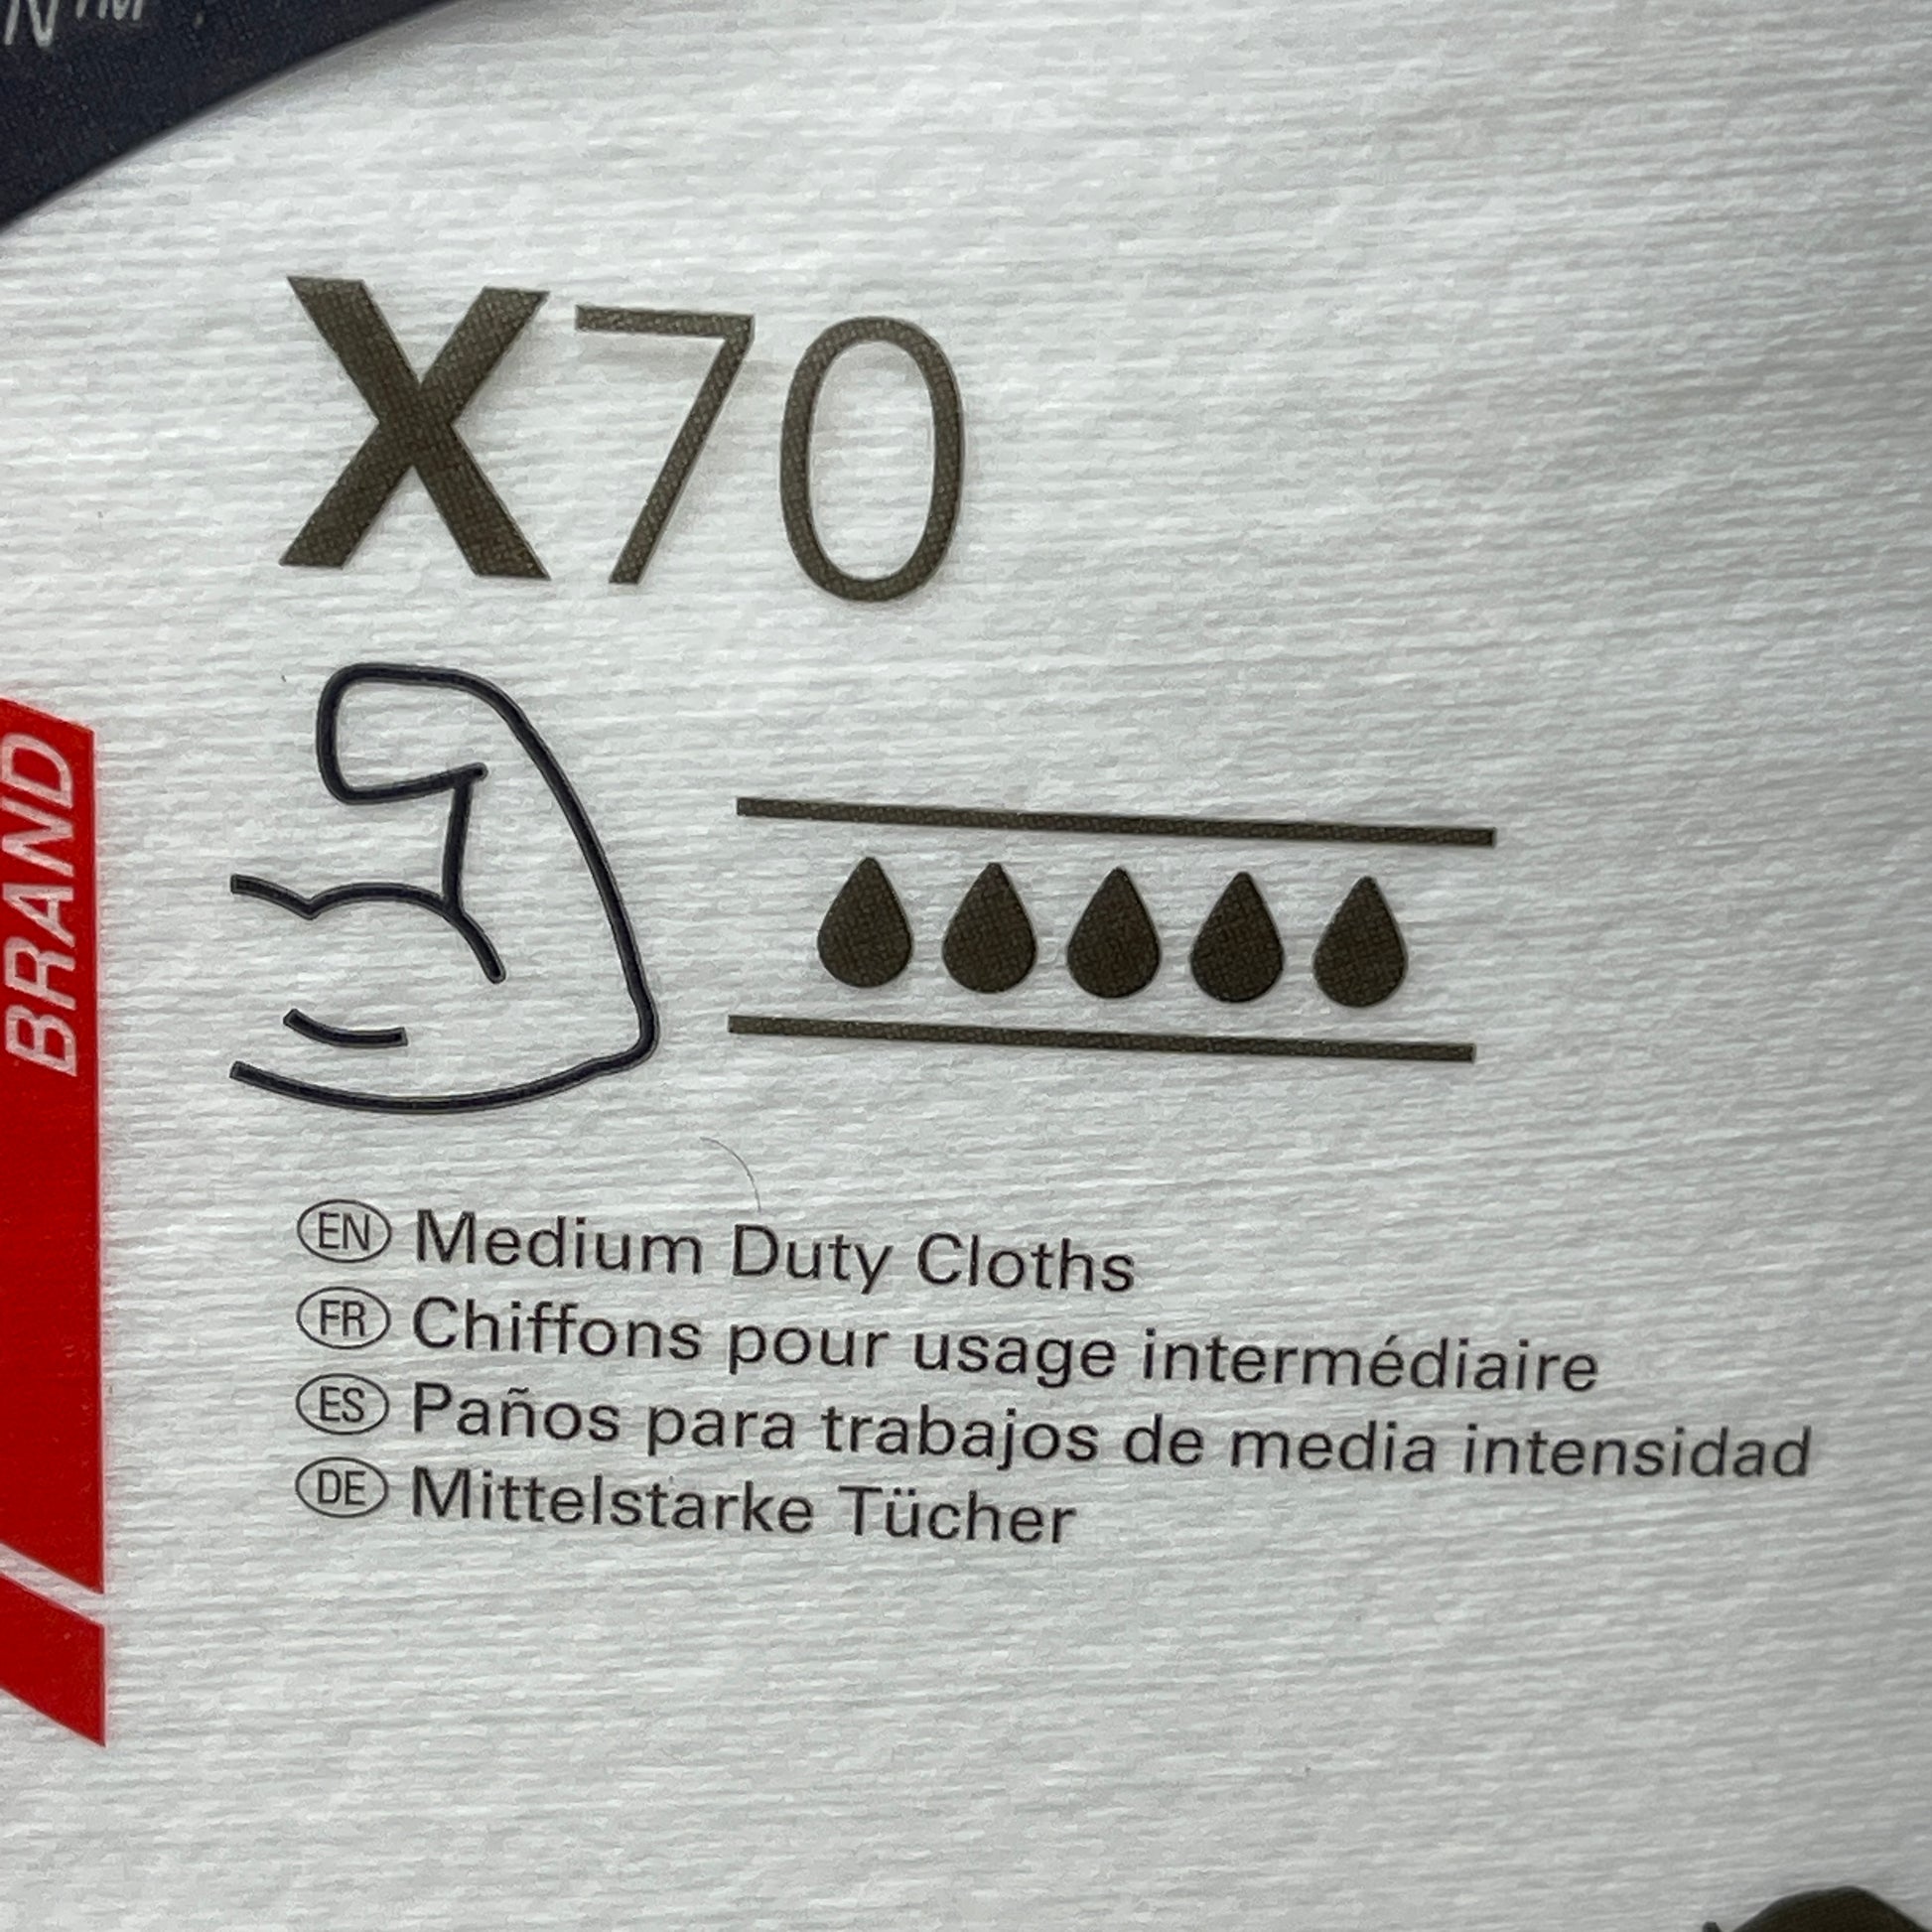 X70
BRAND
EN Medium Duty Cloths
FR Chiffons pour usage intermédiaire
ES Paños para trabajos de media intensidad
DE Mittelstarke Tücher